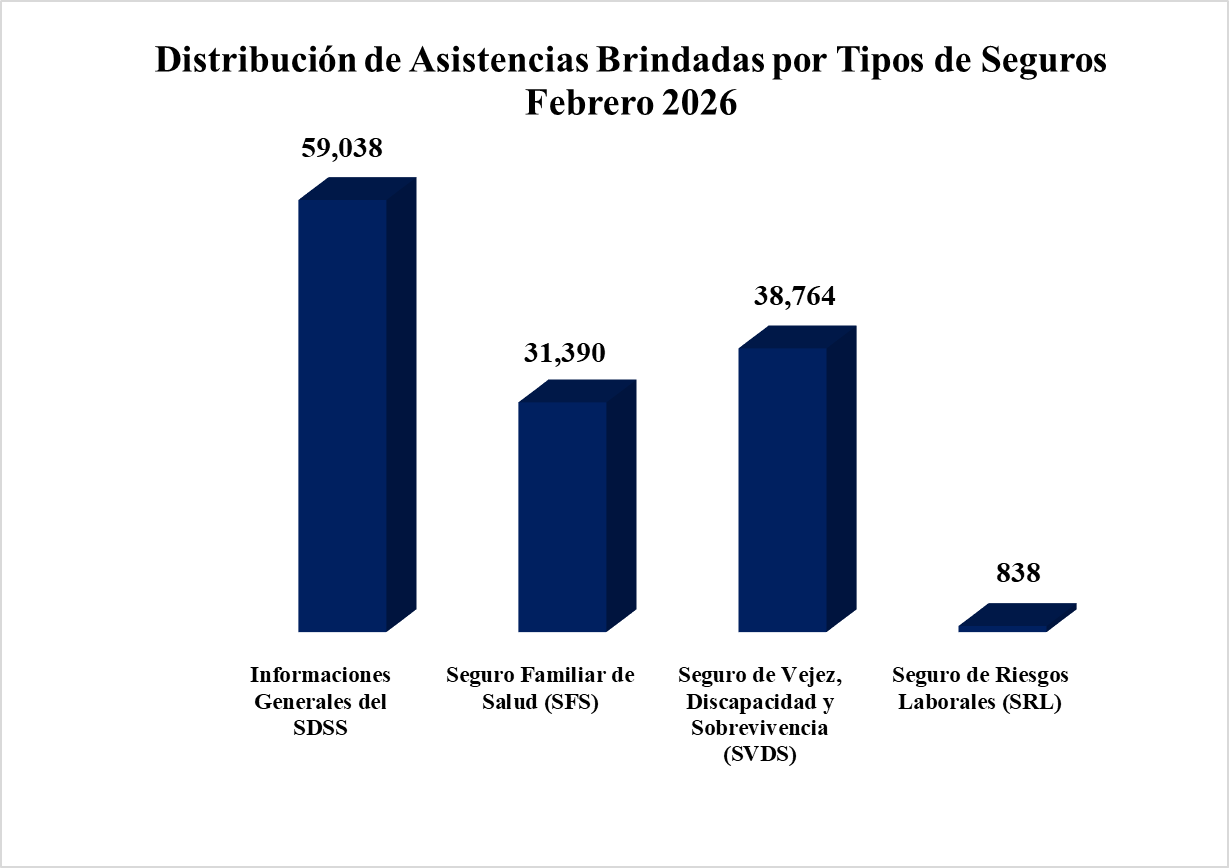 Distribución de Asistencias Brindadas por Tipos de Seguros
Febrero 2026
59,038
31,390
38,764
838
Informaciones
Generales del
SDSS
Seguro Familiar de
Salud (SFS)
Seguro de Vejez,
Discapacidad y
Sobrevivencia
(SVDS)
Seguro de Riesgos
Laborales (SRL)